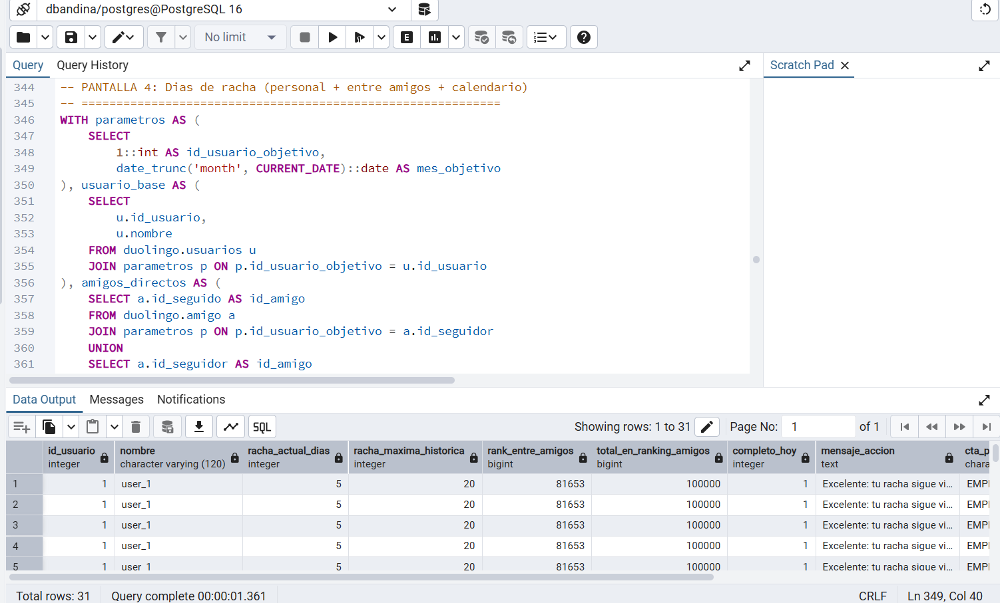 dbandina/postgres@PostgreSQL 16
No limit
E
Query
Query History
Scratch Pad
344 -- PANTALLA 4: Dias de racha (personal + entre amigos + calendario)
345 -- ============================================================
346 WITH parametros AS (
347 SELECT
348 1::int AS id_usuario_objetivo,
349 date_trunc('month', CURRENT_DATE)::date AS mes_objetivo
350 ), usuario_base AS (
351 SELECT
352 u.id_usuario,
353 u.nombre
354 FROM duolingo.usuarios u
355 JOIN parametros p ON p.id_usuario_objetivo = u.id_usuario
356 ), amigos_directos AS (
357 SELECT a.id_seguido AS id_amigo
358 FROM duolingo.amigo a
359 JOIN parametros p ON p.id_usuario_objetivo = a.id_seguidor
360 UNION
361 SELECT a.id_seguidor AS id_amigo
Data Output Messages Notifications
SQL Showing rows: 1 to 31 Page No: 1 of 1
id_usuario nombre racha_actual_dias racha_maxima_historica rank_entre_amigos total_en_ranking_amigos completo_hoy mensaje_accion cta_p
integer character varying (120) integer integer bigint bigint integer text chara
1 1 user_1 5 20 81653 100000 1 Excelente: tu racha sigue vi... EMPI
2 1 user_1 5 20 81653 100000 1 Excelente: tu racha sigue vi... EMPI
3 1 user_1 5 20 81653 100000 1 Excelente: tu racha sigue vi... EMPI
4 1 user_1 5 20 81653 100000 1 Excelente: tu racha sigue vi... EMPI
5 1 user_1 5 20 81653 100000 1 Excelente: tu racha sigue vi... EMPI
Total rows: 31 Query complete 00:00:01.361 CRLF Ln 349, Col 40